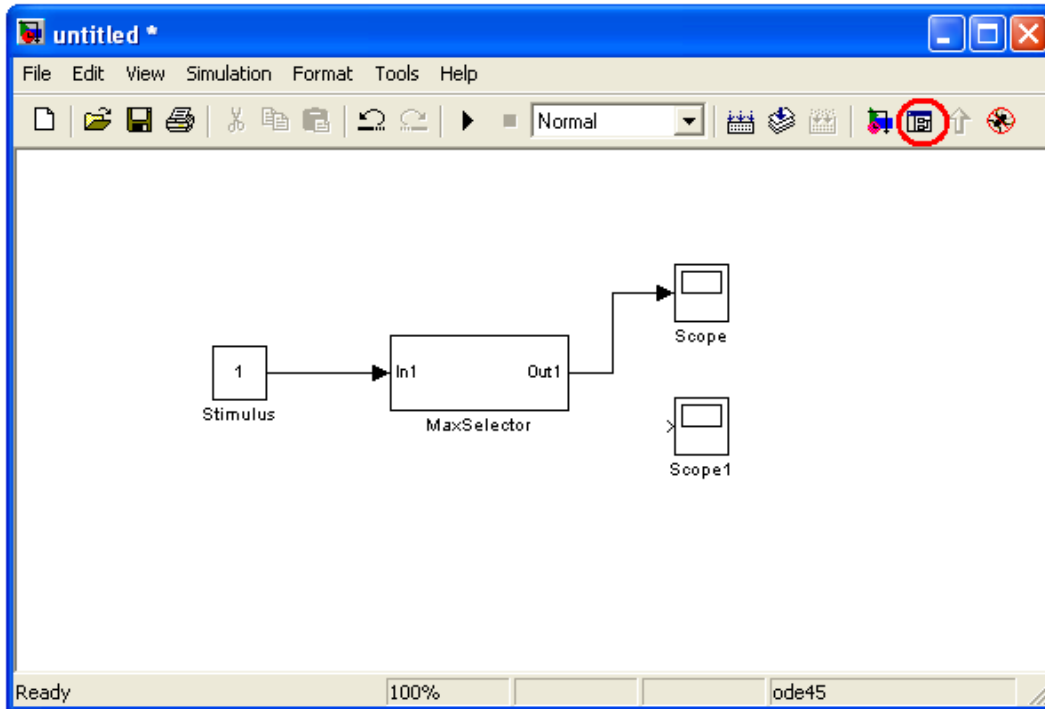 untitled *
File Edit View Simulation Format Tools Help
Normal
Scope
1
In1 Out1
Stimulus
MaxSelector
Scope1
Ready 100% ode45